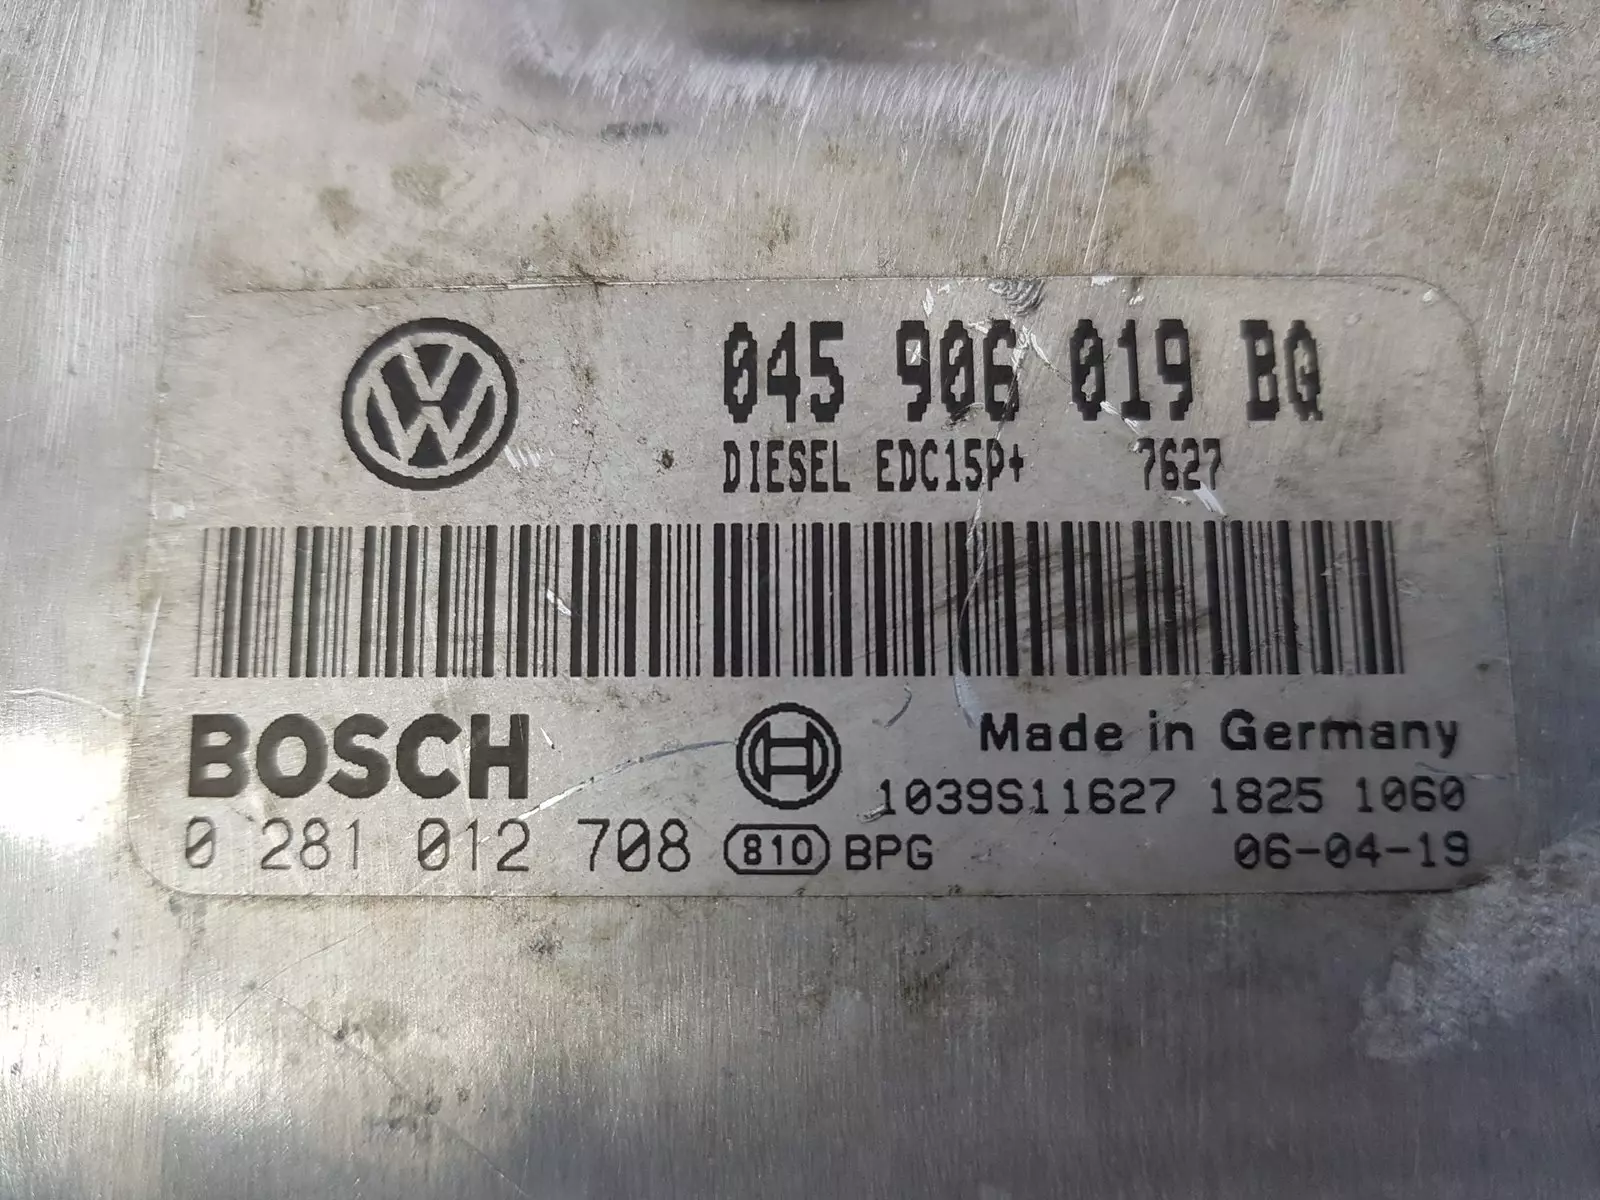 045 906 019 BQ
DIESEL EDC15P+ 7627
BOSCH
Made in Germany
1039S11627 1825 1060
0 281 012 708 810 BPG 06-04-19